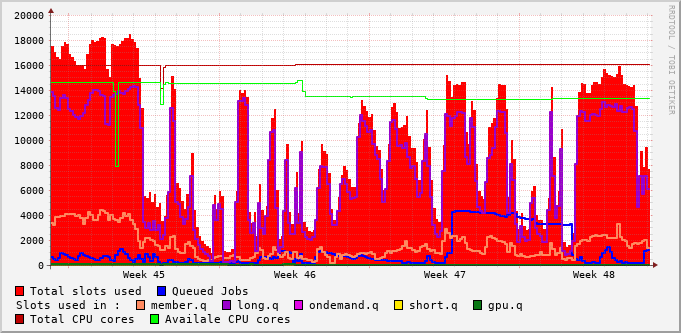 20000
18000
16000
14000
12000
10000
8000
6000
4000
2000
0
Week 45 Week 46 Week 47 Week 48
Total slots used Queued Jobs
Slots used in : member.q long.q ondemand.q short.q gpu.q
Total CPU cores Availale CPU cores
RRDTOOL / TOBI OETIKER